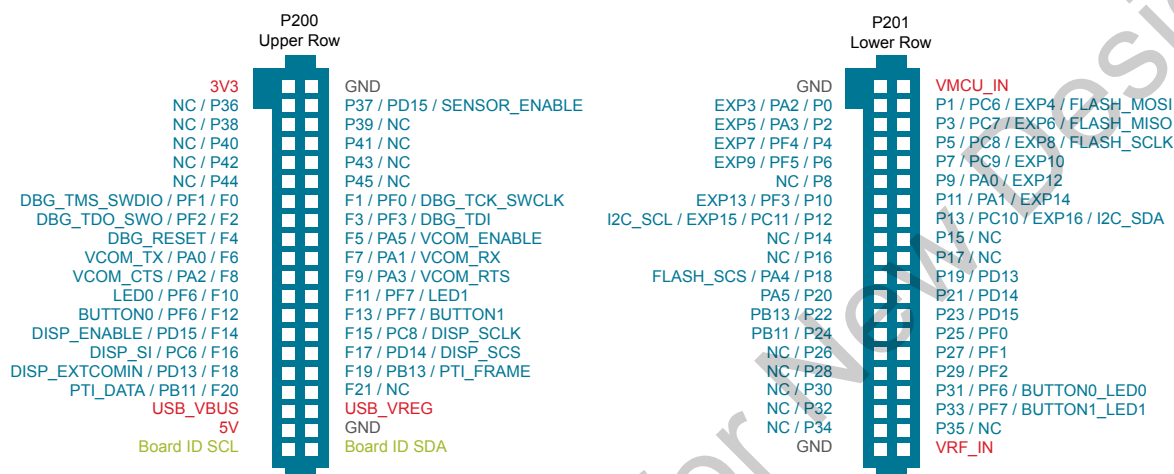 P200
Upper Row
3V3 GND
NC / P36 P37 / PD15 / SENSOR_ENABLE
NC / P38 P39 / NC
NC / P40 P41 / NC
NC / P42 P43 / NC
NC / P44 P45 / NC
DBG_TMS_SWDIO / PF1 / F0 F1 / PF0 / DBG_TCK_SWCLK
DBG_TDO_SWO / PF2 / F2 F3 / PF3 / DBG_TDI
DBG_RESET / F4 F5 / PA5 / VCOM_ENABLE
VCOM_TX / PA0 / F6 F7 / PA1 / VCOM_RX
VCOM_CTS / PA2 / F8 F9 / PA3 / VCOM_RTS
LED0 / PF6 / F10 F11 / PF7 / LED1
BUTTON0 / PF6 / F12 F13 / PF7 / BUTTON1
DISP_ENABLE / PD15 / F14 F15 / PC8 / DISP_SCLK
DISP_SI / PC6 / F16 F17 / PD14 / DISP_SCS
DISP_EXTCOMIN / PD13 / F18 F19 / PB13 / PTI_FRAME
PTI_DATA / PB11 / F20 F21 / NC
USB_VBUS USB_VREG
5V GND
Board ID SCL Board ID SDA
P201
Lower Row
GND VMCU_IN
EXP3 / PA2 / P0 P1 / PC6 / EXP4 / FLASH_MOSI
EXP5 / PA3 / P2 P3 / PC7 / EXP6 / FLASH_MISO
EXP7 / PF4 / P4 P5 / PC8 / EXP8 / FLASH_SCLK
EXP9 / PF5 / P6 P7 / PC9 / EXP10
NC / P8 P9 / PA0 / EXP12
EXP13 / PF3 / P10 P11 / PA1 / EXP14
I2C_SCL / EXP15 / PC11 / P12 P13 / PC10 / EXP16 / I2C_SDA
NC / P14 P15 / NC
NC / P16 P17 / NC
FLASH_SCS / PA4 / P18 P19 / PD13
PA5 / P20 P21 / PD14
PB13 / P22 P23 / PD15
PB11 / P24 P25 / PF0
NC / P26 P27 / PF1
NC / P28 P29 / PF2
NC / P30 P31 / PF6 / BUTTON0_LED0
NC / P32 P33 / PF7 / BUTTON1_LED1
NC / P34 P35 / NC
GND VRF_IN
for New Desi